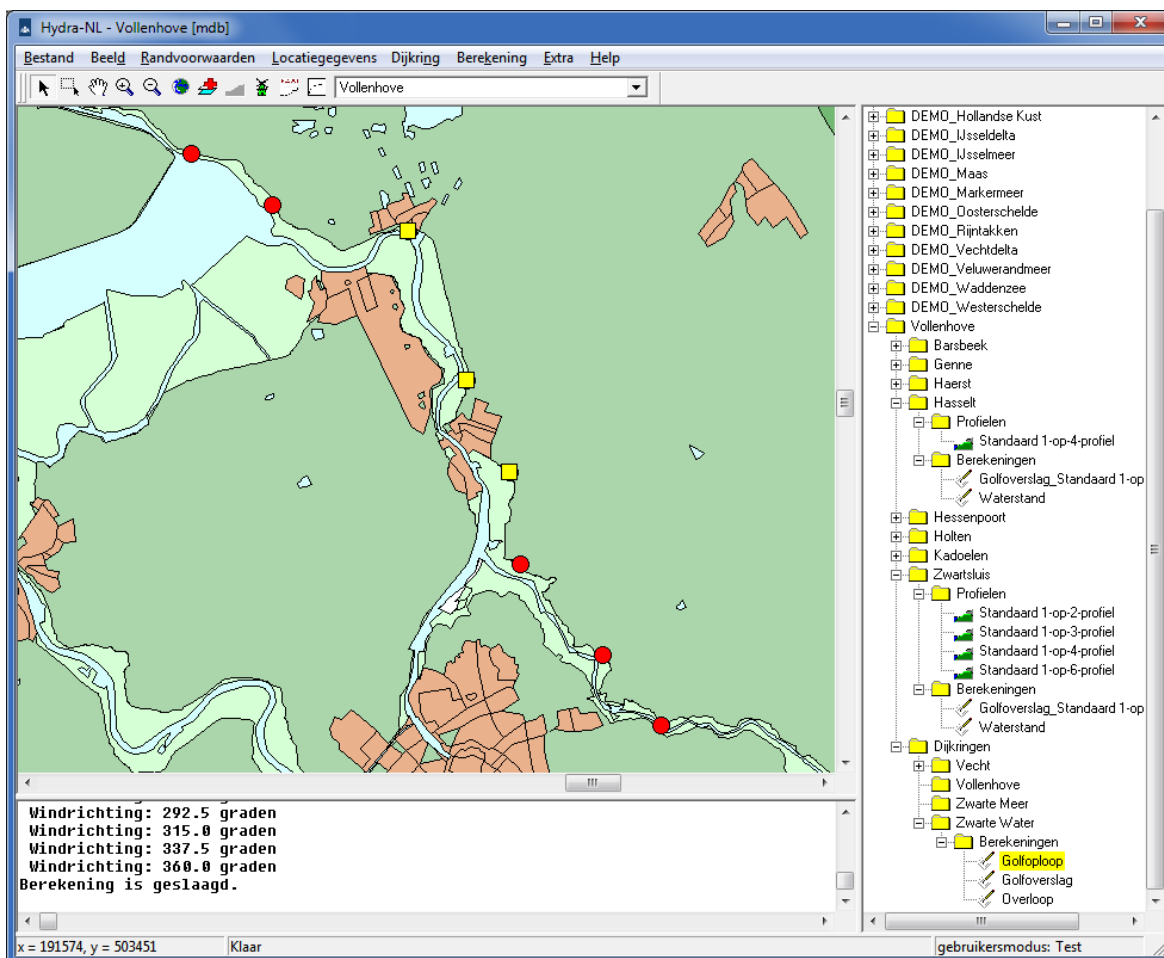 Hydra-NL - Vollenhove [mdb]
Bestand Beeld Randvoorwaarden Locatiegegevens Dijkring Berekening Extra Help
Vollenhove
DEMO_Hollandse Kust
DEMO_IJsseldelta
DEMO_IJsselmeer
DEMO_Maas
DEMO_Markermeer
DEMO_Oosterschelde
DEMO_Rijntakken
DEMO_Vechtdelta
DEMO_Veluwerandmeer
DEMO_Waddenzee
DEMO_Westerschelde
Vollenhove
Barsbeek
Genne
Haerst
Hasselt
Profielen
Standaard 1-op-4-profiel
Berekeningen
Golfoverslag_Standaard 1-op
Waterstand
Hessenpoort
Holten
Kadoelen
Zwartsluis
Profielen
Standaard 1-op-2-profiel
Standaard 1-op-3-profiel
Standaard 1-op-4-profiel
Standaard 1-op-6-profiel
Berekeningen
Golfoverslag_Standaard 1-op
Waterstand
Dijkringen
Vecht
Vollenhove
Zwarte Meer
Zwarte Water
Berekeningen
Golfoploop
Golfoverslag
Overloop
Windrichting: 292.5 graden
Windrichting: 315.0 graden
Windrichting: 337.5 graden
Windrichting: 360.0 graden
Berekening is geslaagd.
x = 191574, y = 503451 Klaar gebruikersmodus: Test